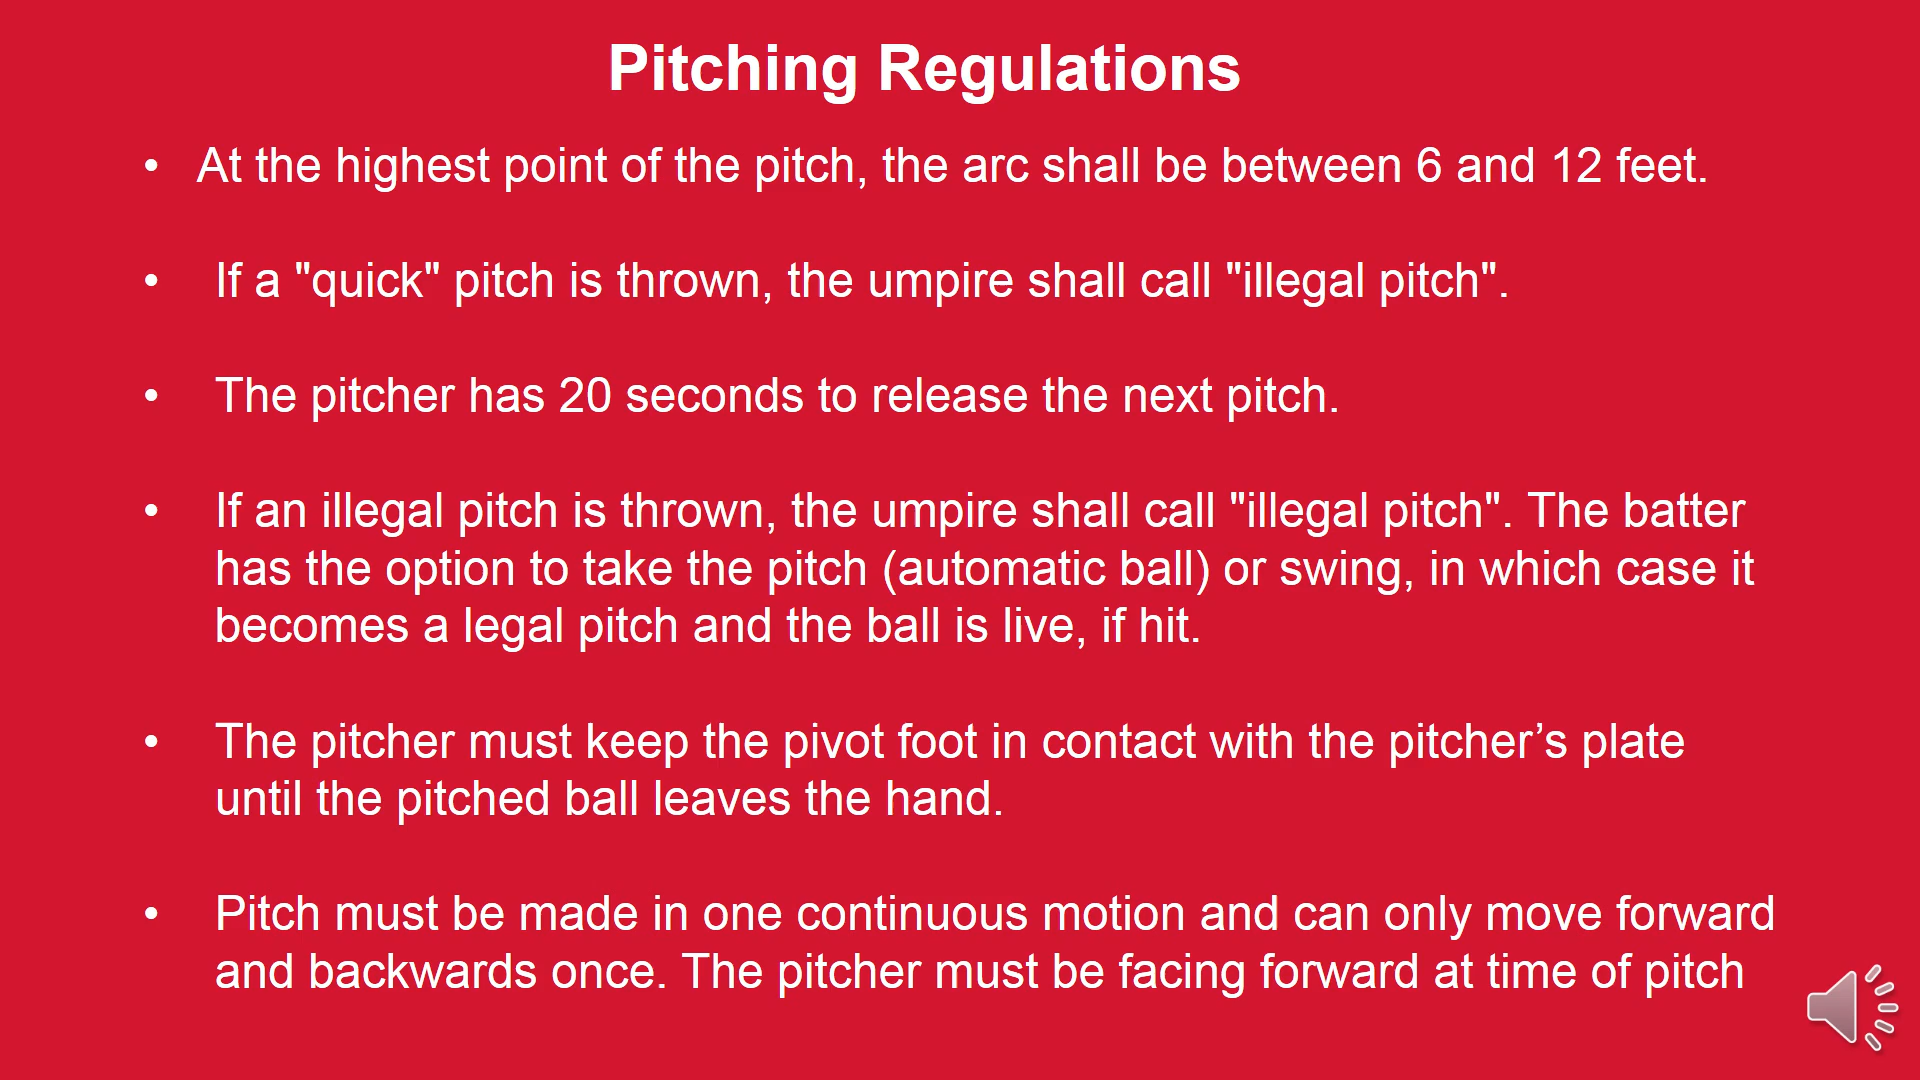 Pitching Regulations
• At the highest point of the pitch, the arc shall be between 6 and 12 feet.
• If a "quick" pitch is thrown, the umpire shall call "illegal pitch".
• The pitcher has 20 seconds to release the next pitch.
• If an illegal pitch is thrown, the umpire shall call "illegal pitch". The batter
has the option to take the pitch (automatic ball) or swing, in which case it
becomes a legal pitch and the ball is live, if hit.
• The pitcher must keep the pivot foot in contact with the pitcher’s plate
until the pitched ball leaves the hand.
• Pitch must be made in one continuous motion and can only move forward
and backwards once. The pitcher must be facing forward at time of pitch